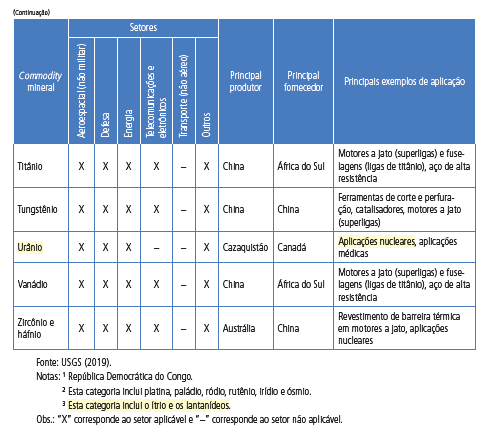 (Continuação)
Commodity mineral | Setores | Principal produtor | Principal fornecedor | Principais exemplos de aplicação
Aeroespacial (não militar) | Defesa | Energia | Telecomunicações e eletrônicos | Transporte (não aéreo) | Outros
Titânio | X | X | X | X | – | X | China | África do Sul | Motores a jato (superligas) e fuse-
lagens (ligas de titânio), aço de alta
resistência
Tungstênio | X | X | X | X | – | X | China | China | Ferramentas de corte e perfura-
ção, catalisadores, motores a jato
(superligas)
Urânio | X | X | X | – | – | X | Cazaquistão | Canadá | Aplicações nucleares, aplicações
médicas
Vanádio | X | X | X | X | – | X | China | África do Sul | Motores a jato (superligas) e fuse-
lagens (ligas de titânio), aço de alta
resistência
Zircônio e háfnio | X | X | X | X | – | X | Austrália | China | Revestimento de barreira térmica
em motores a jato, aplicações
nucleares
Fonte: USGS (2019).
Notas: ¹ República Democrática do Congo.
² Esta categoria inclui platina, paládio, ródio, rutênio, irídio e ósmio.
³ Esta categoria inclui o ítrio e os lantanídeos.
Obs.: “X” corresponde ao setor aplicável e “–” corresponde ao setor não aplicável.